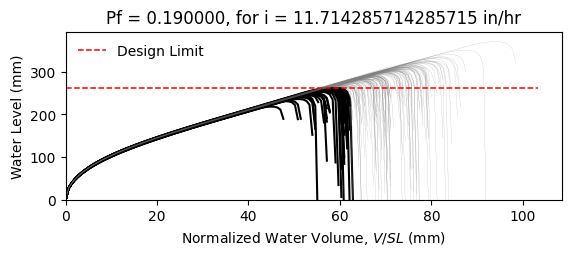 Pf = 0.190000, for i = 11.714285714285715 in/hr
Design Limit
Water Level (mm)
300
200
100
0
0 20 40 60 80 100
Normalized Water Volume, V/SL (mm)